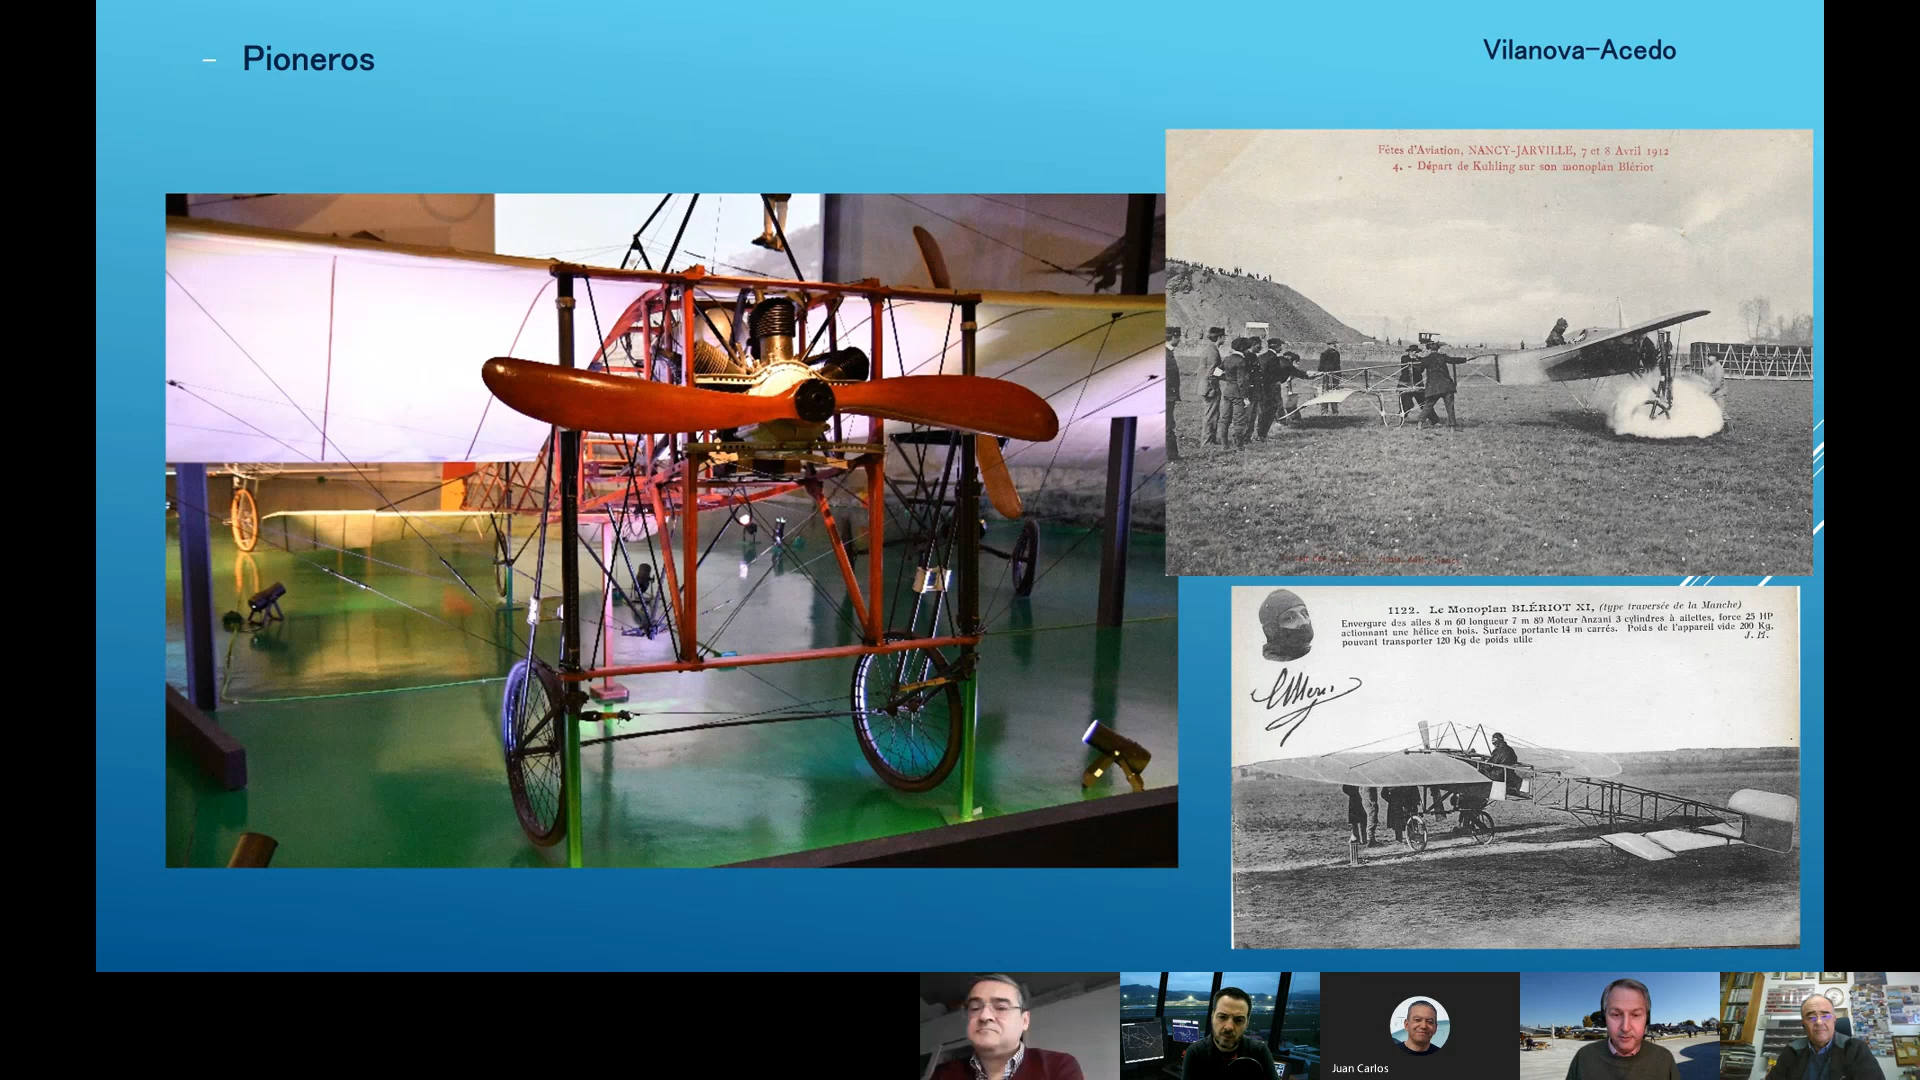 – Pioneros
Vilanova-Acedo
Fêtes d'Aviation, NANCY-JARVILLE, 7 et 8 Avril 1912
4. - Départ de Kuhling sur son monoplan Blériot
1122. Le Monoplan BLÉRIOT XI, (type traversée de la Manche)
Envergure des ailes 8 m 60 longueur 7 m 80 Moteur Anzani 3 cylindres à ailettes, force 25 HP
actionnant une hélice en bois. Surface portante 14 m carrés. Poids de l'appareil vide 200 Kg,
pouvant transporter 120 Kg de poids utile
J. H.
Juan Carlos